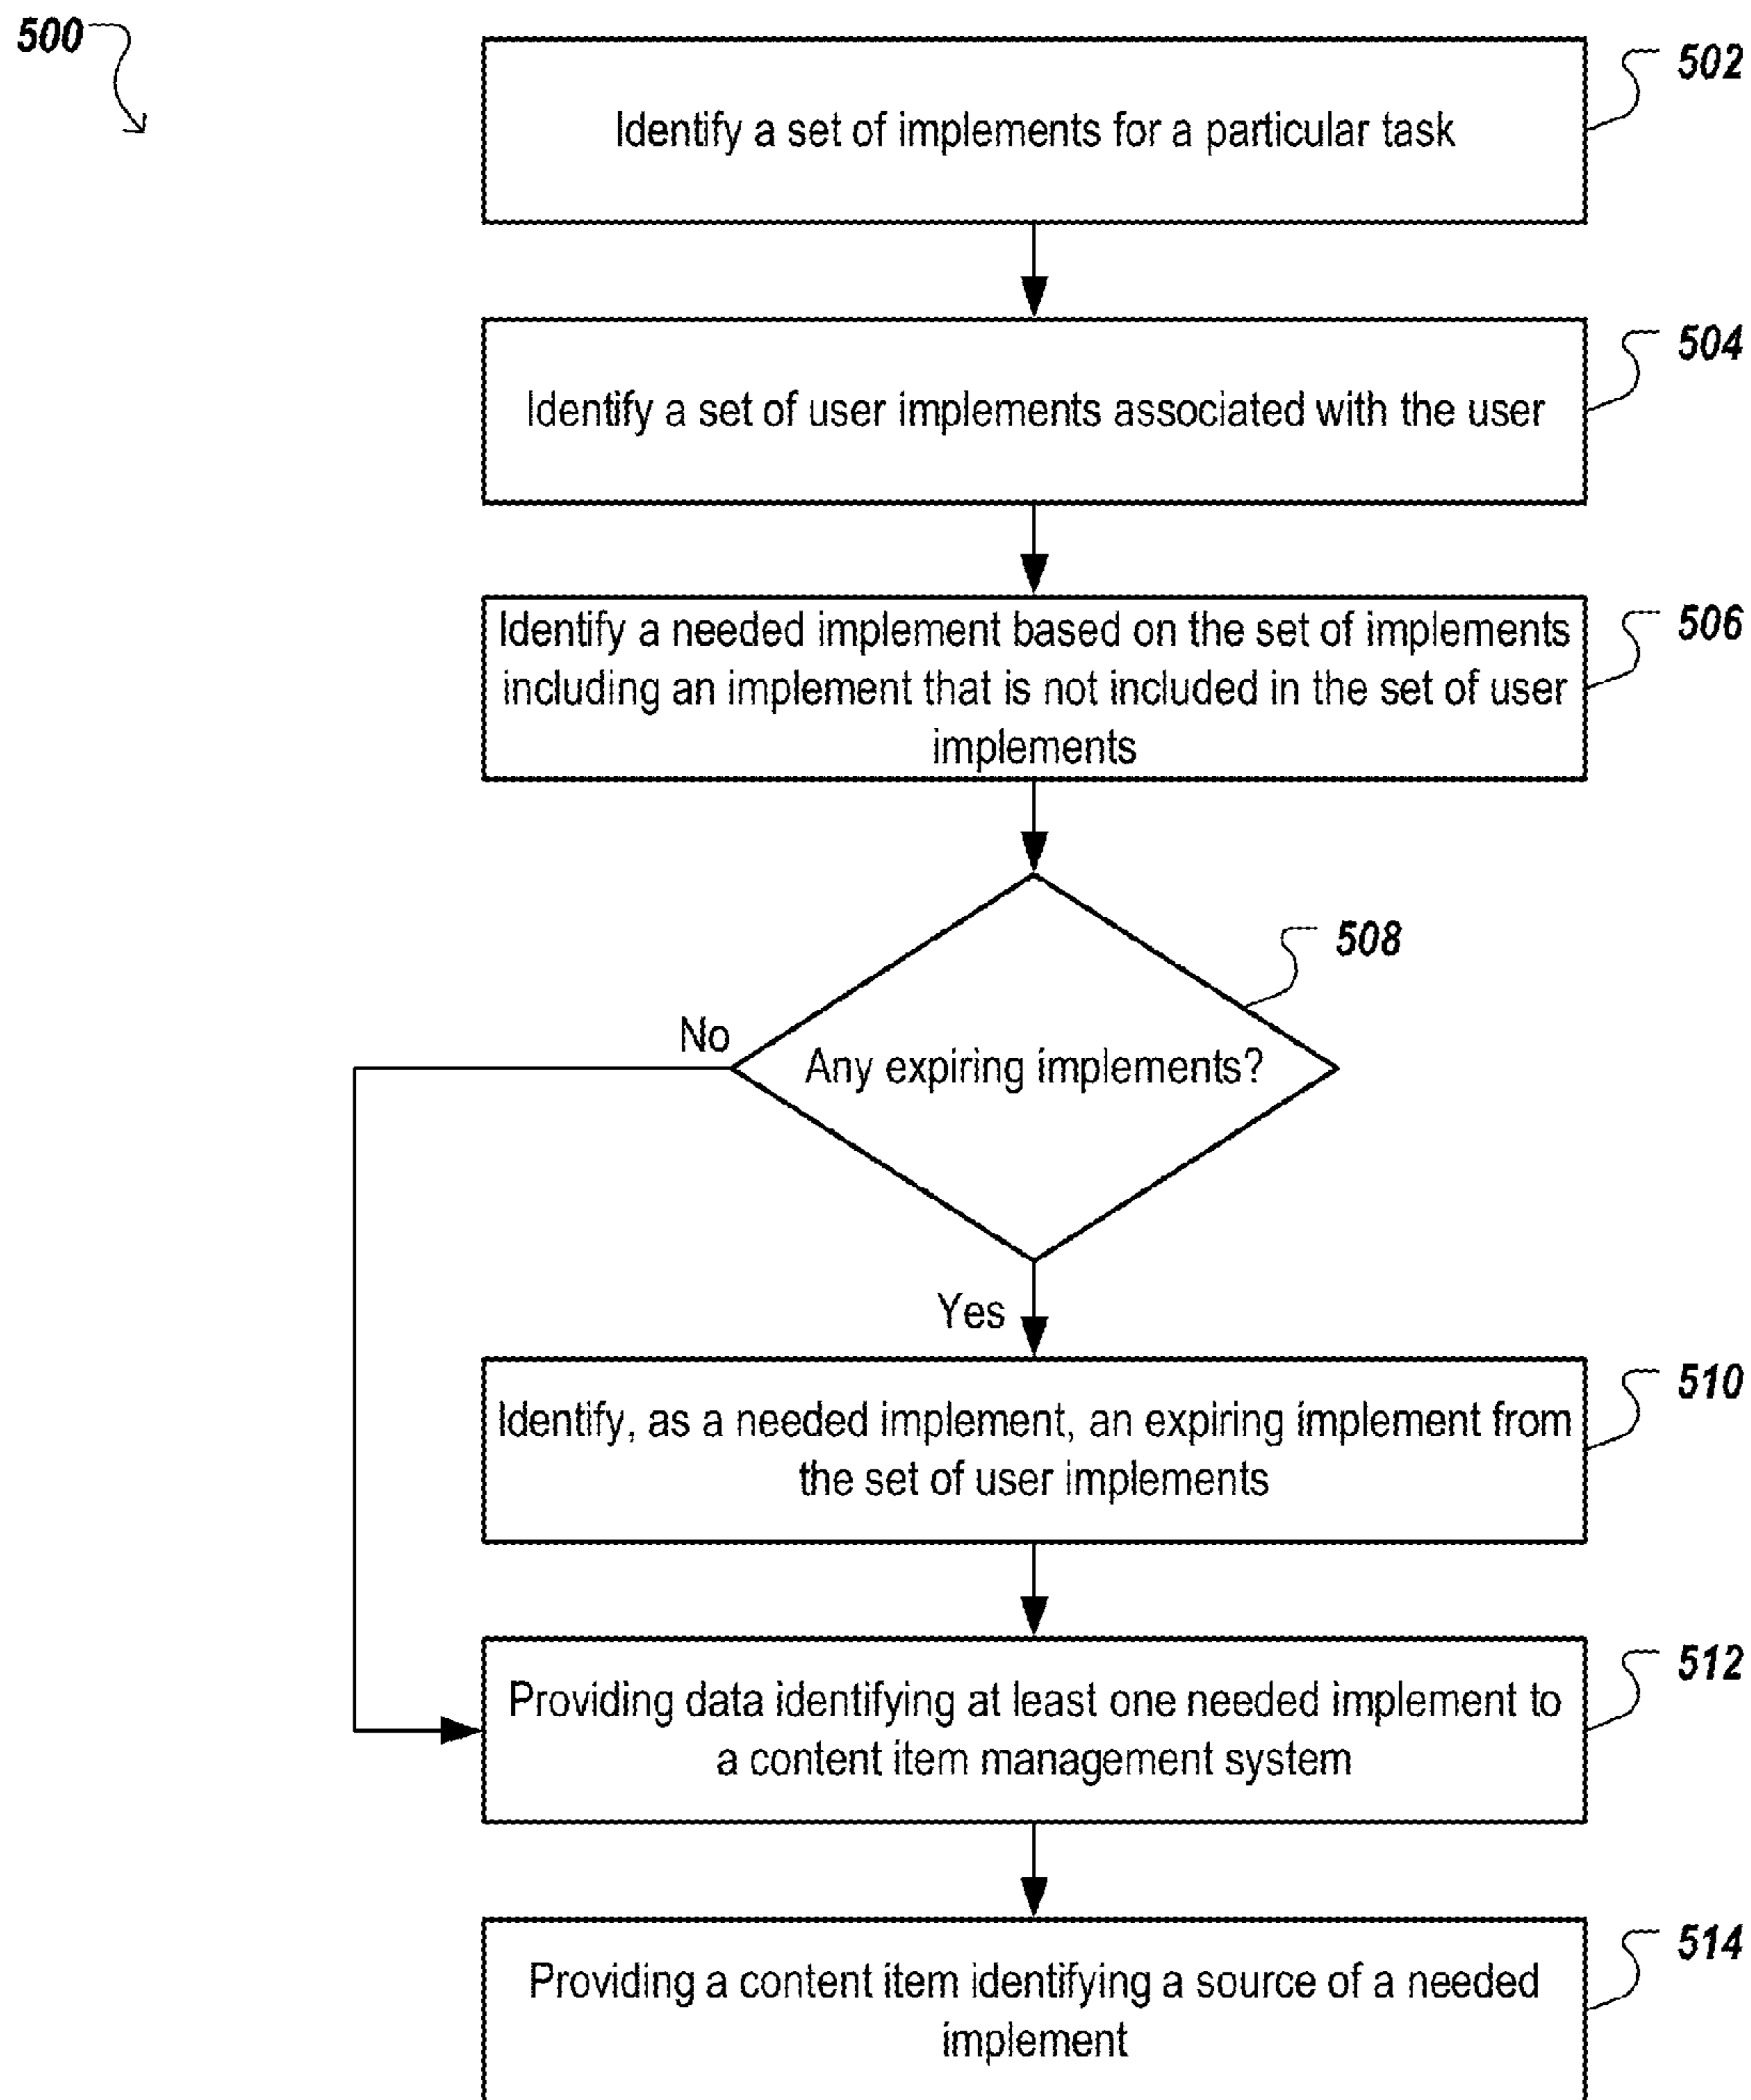 500
502
Identify a set of implements for a particular task
504
Identify a set of user implements associated with the user
506
Identify a needed implement based on the set of implements
including an implement that is not included in the set of user
implements
508
No
Any expiring implements?
Yes
510
Identify, as a needed implement, an expiring implement from
the set of user implements
512
Providing data identifying at least one needed implement to
a content item management system
514
Providing a content item identifying a source of a needed
implement